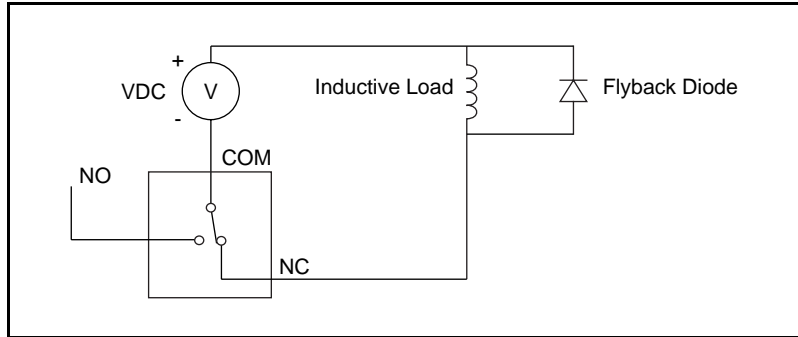 +
VDC
V
Inductive Load
Flyback Diode
-
COM
NO
NC